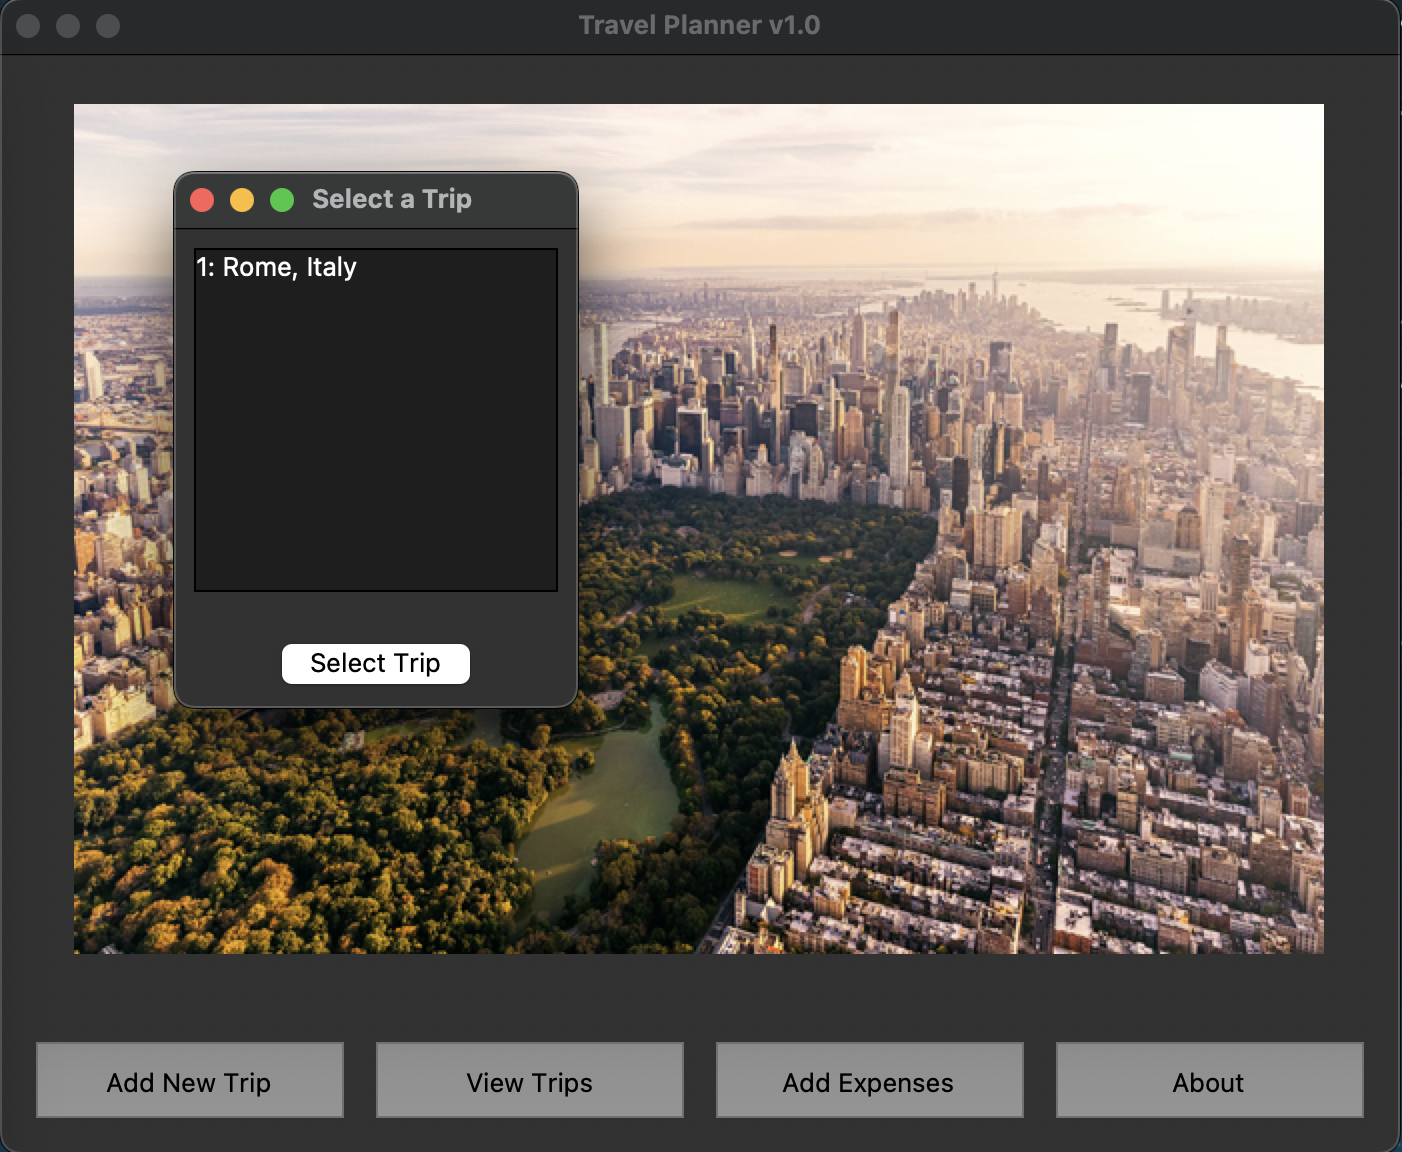 Travel Planner v1.0
Select a Trip
1: Rome, Italy
Select Trip
Add New Trip
View Trips
Add Expenses
About